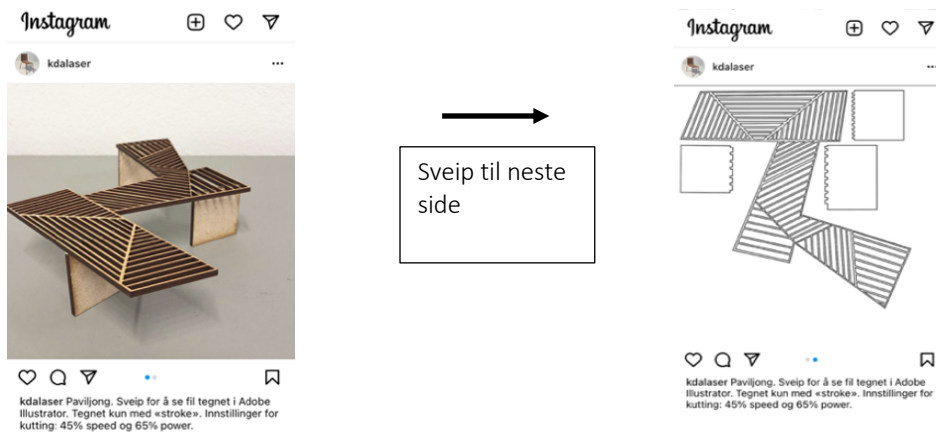 Instagram
kdalaser
kdalaser Paviljong. Sveip for å se fil tegnet i Adobe
Illustrator. Tegnet kun med «stroke». Innstillinger for
kutting: 45% speed og 65% power.
Sveip til neste
side
Instagram
kdalaser
kdalaser Paviljong. Sveip for å se fil tegnet i Adobe
Illustrator. Tegnet kun med «stroke». Innstillinger for
kutting: 45% speed og 65% power.